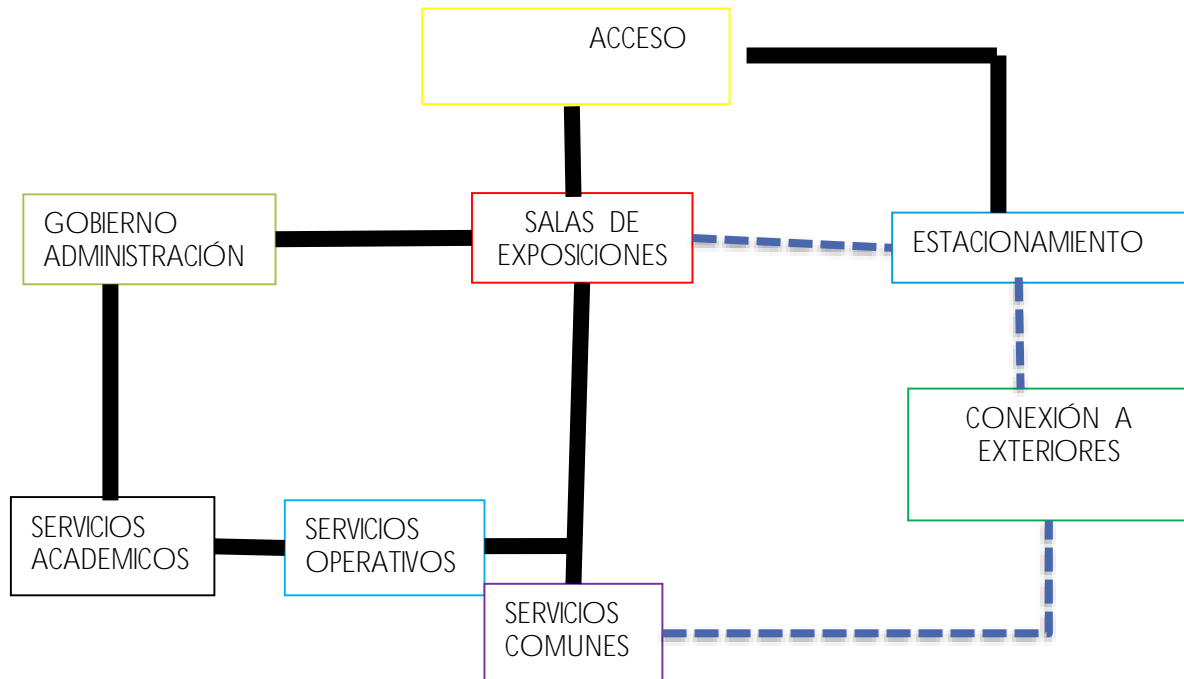 ACCESO
GOBIERNO
ADMINISTRACIÓN
SALAS DE
EXPOSICIONES
ESTACIONAMIENTO
CONEXIÓN A
EXTERIORES
SERVICIOS
ACADEMICOS
SERVICIOS
OPERATIVOS
SERVICIOS
COMUNES